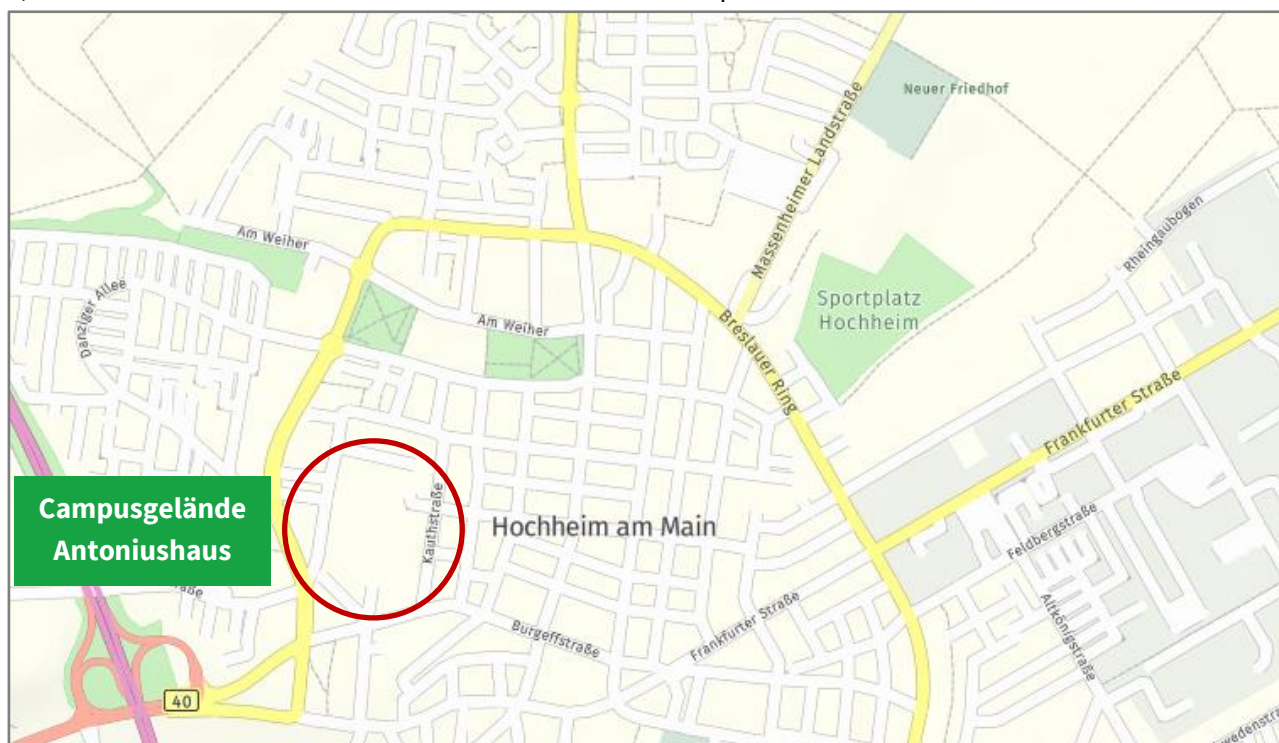 Neuer Friedhof
Massenheimer Landstraße
Rheingaubogen
Am Weiher
Danziger Allee
Sportplatz
Hochheim
Am Weiher
Breslauer Ring
Frankfurter Straße
Campusgelände
Antoniushaus
Kauthstraße
Hochheim am Main
Feldbergstraße
Altkönigstraße
Burgeffstraße
Frankfurter Straße
40